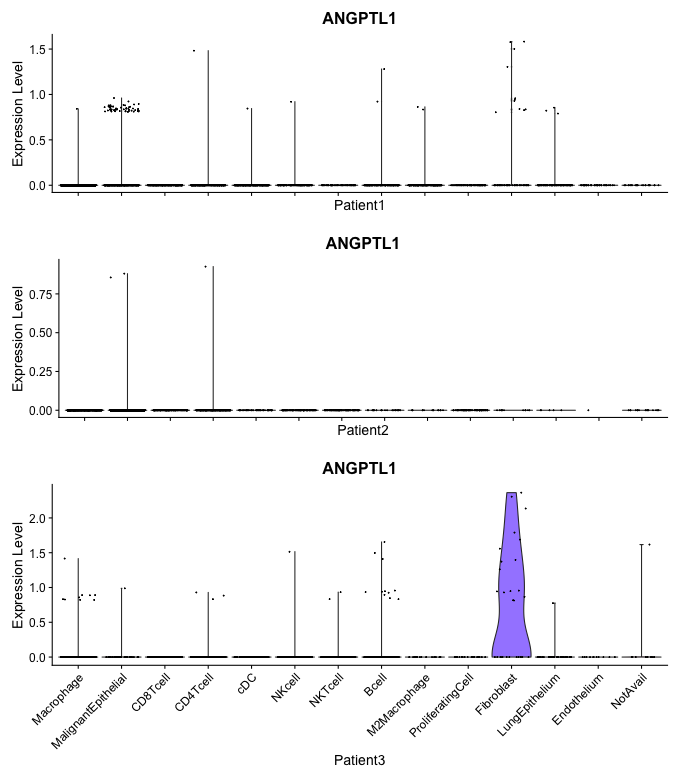 ANGPTL1
Expression Level
1.5
1.0
0.5
0.0
Patient1
ANGPTL1
Expression Level
0.75
0.50
0.25
0.00
Patient2
ANGPTL1
Expression Level
2.0
1.5
1.0
0.5
0.0
Macrophage
MalignantEpithelial
CD8Tcell
CD4Tcell
cDC
NKcell
NKTcell
Bcell
M2Macrophage
ProliferatingCell
Fibroblast
LungEpithelium
Endothelium
NotAvail
Patient3